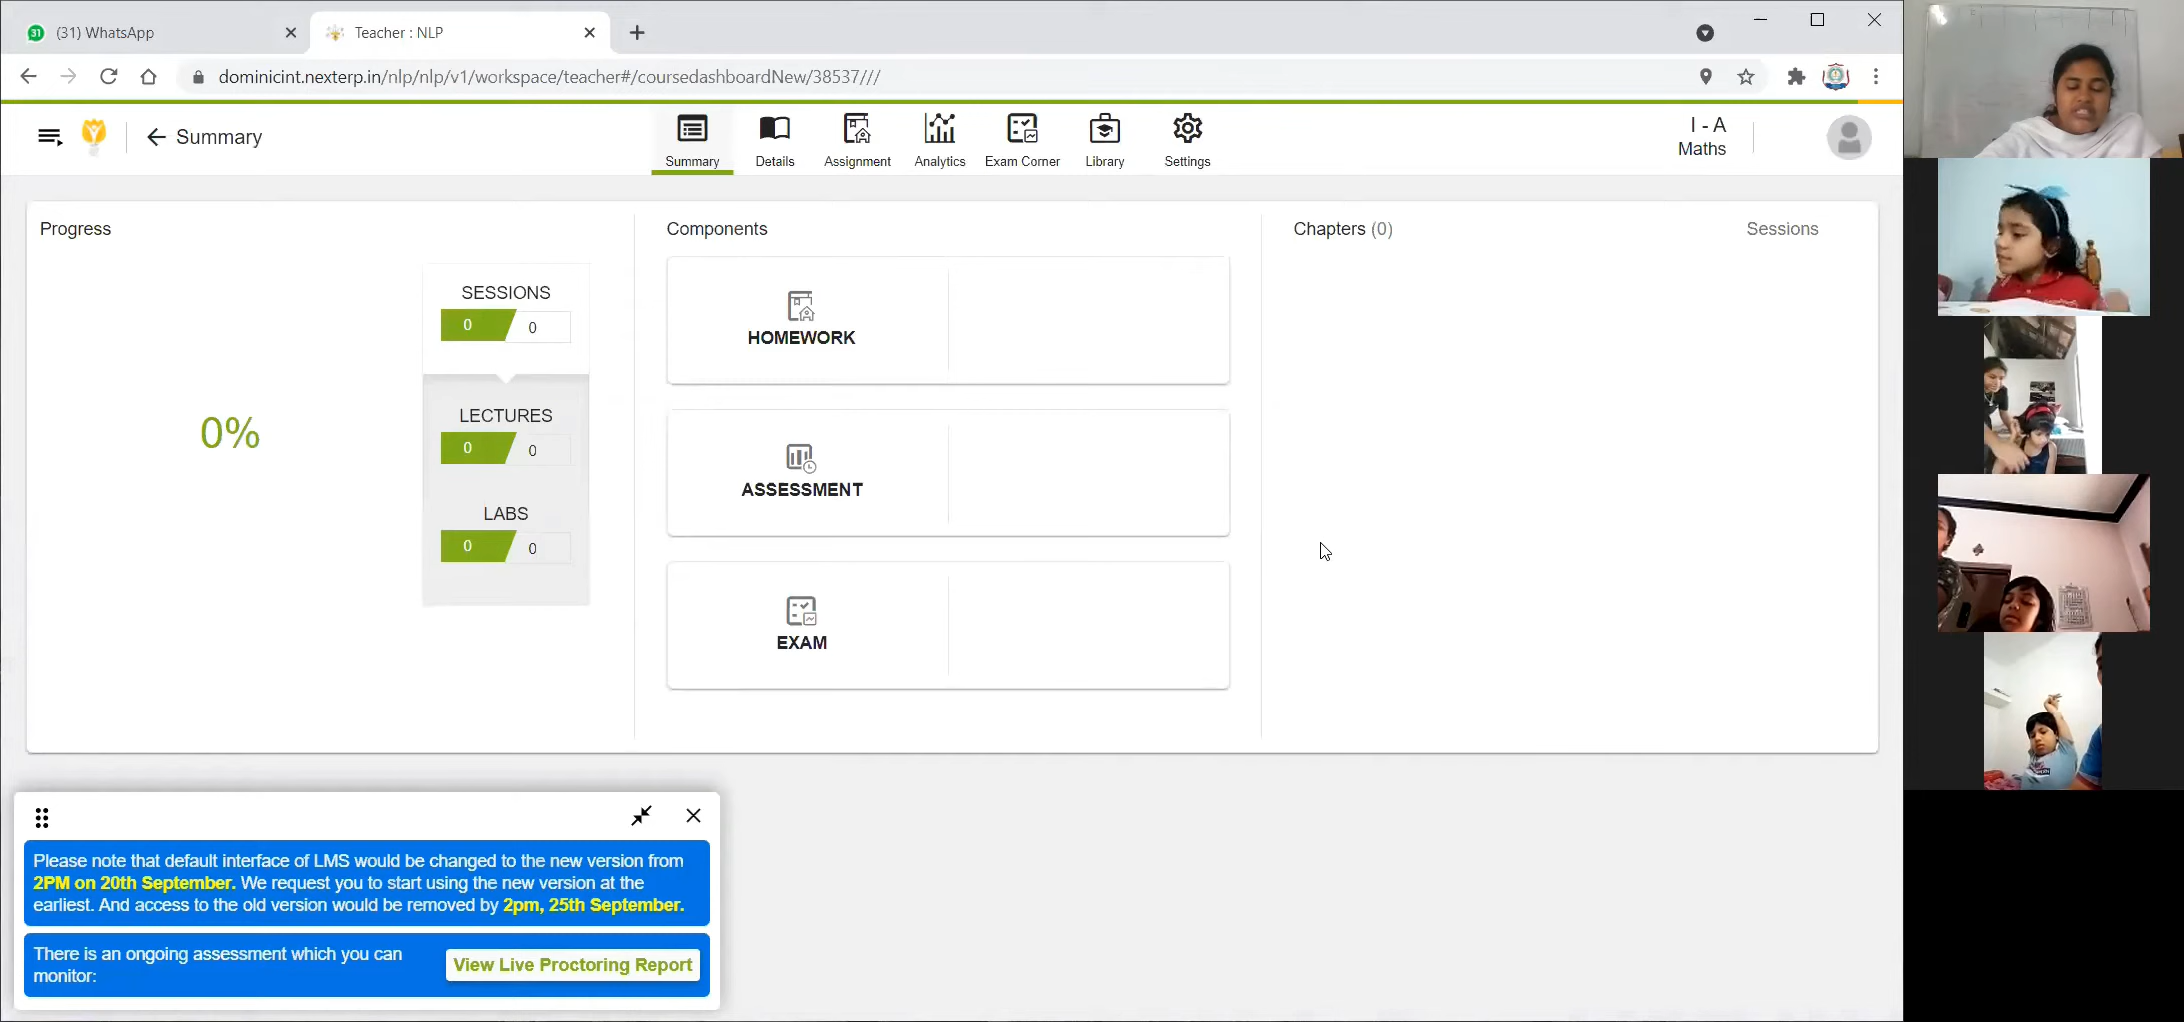 31 (31) WhatsApp
Teacher : NLP
dominicint.nexterp.in/nlp/nlp/v1/workspace/teacher#/coursedashboardNew/38537///
Summary
Summary
Details
Assignment
Analytics
Exam Corner
Library
Settings
I - A
Maths
Progress
0%
SESSIONS
0 0
LECTURES
0 0
LABS
0 0
Components
HOMEWORK
ASSESSMENT
EXAM
Chapters (0)
Sessions
Please note that default interface of LMS would be changed to the new version from
2PM on 20th September. We request you to start using the new version at the
earliest. And access to the old version would be removed by 2pm, 25th September.
There is an ongoing assessment which you can
monitor:
View Live Proctoring Report